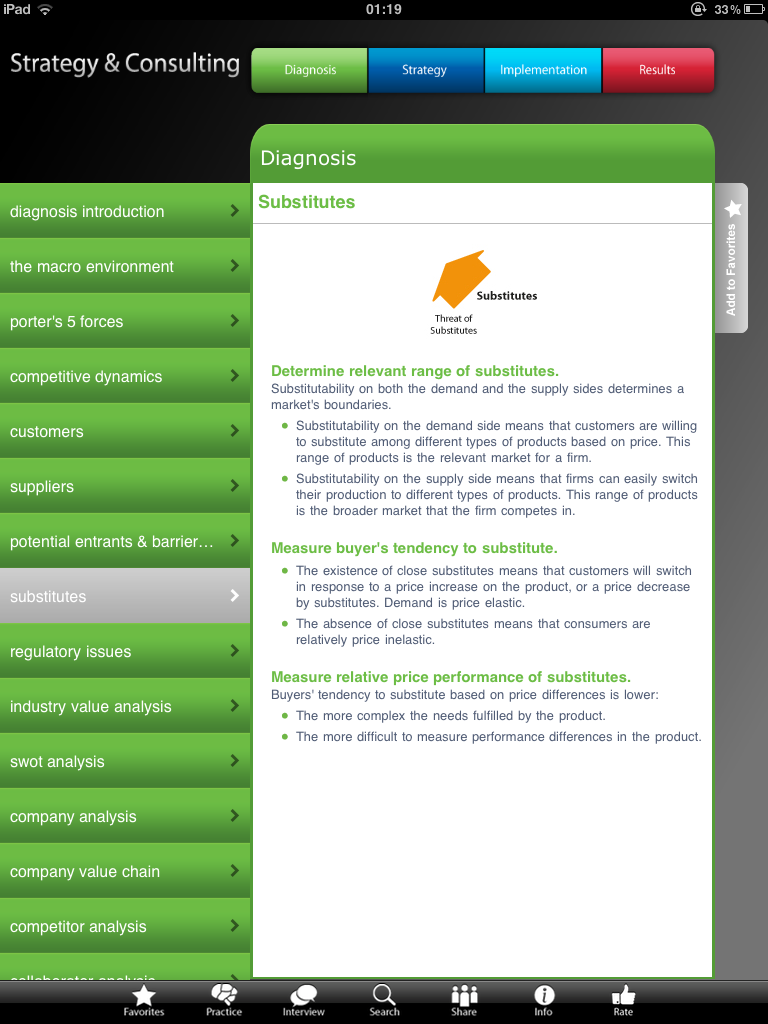 iPad
01:19
33%
Strategy & Consulting
Diagnosis
Strategy
Implementation
Results
Diagnosis
diagnosis introduction
the macro environment
porter's 5 forces
competitive dynamics
customers
suppliers
potential entrants & barrier...
substitutes
regulatory issues
industry value analysis
swot analysis
company analysis
company value chain
competitor analysis
collaborator analysis
Substitutes
Add to Favorites
Substitutes
Threat of
Substitutes
Determine relevant range of substitutes.
Substitutability on both the demand and the supply sides determines a
market's boundaries.
Substitutability on the demand side means that customers are willing
to substitute among different types of products based on price. This
range of products is the relevant market for a firm.
Substitutability on the supply side means that firms can easily switch
their production to different types of products. This range of products
is the broader market that the firm competes in.
Measure buyer's tendency to substitute.
The existence of close substitutes means that customers will switch
in response to a price increase on the product, or a price decrease
by substitutes. Demand is price elastic.
The absence of close substitutes means that consumers are
relatively price inelastic.
Measure relative price performance of substitutes.
Buyers' tendency to substitute based on price differences is lower:
The more complex the needs fulfilled by the product.
The more difficult to measure performance differences in the product.
Favorites
Practice
Interview
Search
Share
Info
Rate